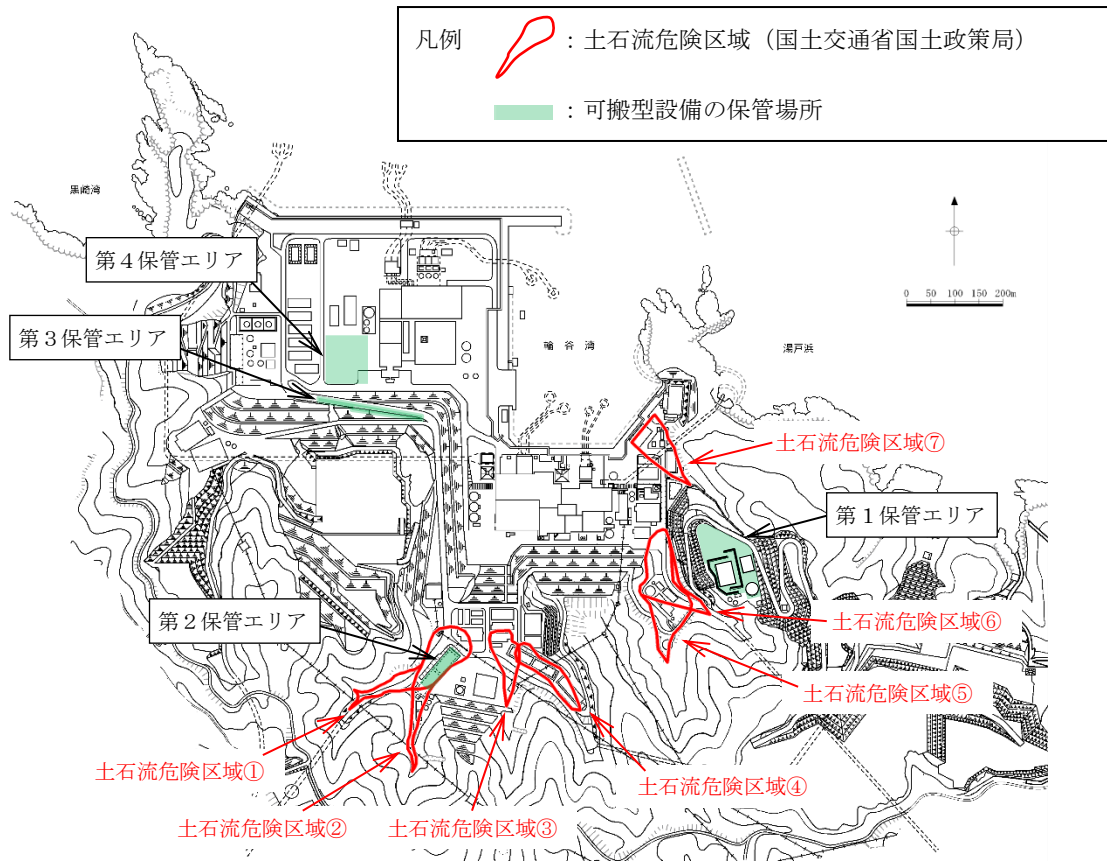 凡例
：土石流危険区域（国土交通省国土政策局）
：可搬型設備の保管場所
黒崎湾
第４保管エリア
第３保管エリア
0 50 100 150 200m
輪谷湾
湯戸浜
土石流危険区域⑦
第１保管エリア
第２保管エリア
土石流危険区域⑥
土石流危険区域⑤
土石流危険区域①
土石流危険区域④
土石流危険区域②
土石流危険区域③